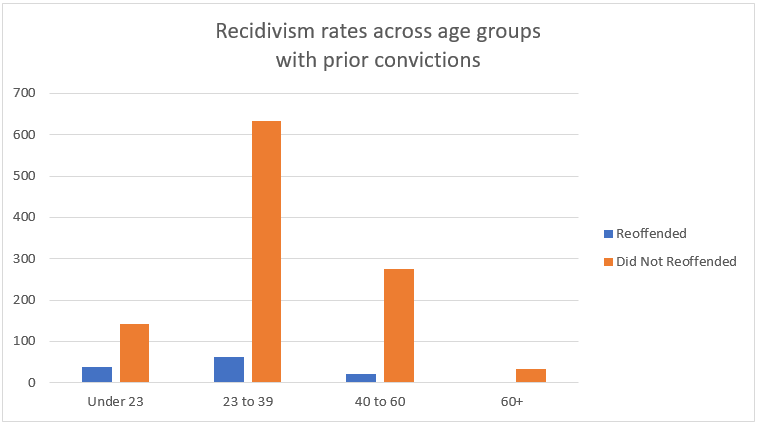 Recidivism rates across age groups
with prior convictions
700
600
500
400
300
200
100
0
Under 23
23 to 39
40 to 60
60+
Reoffended
Did Not Reoffended